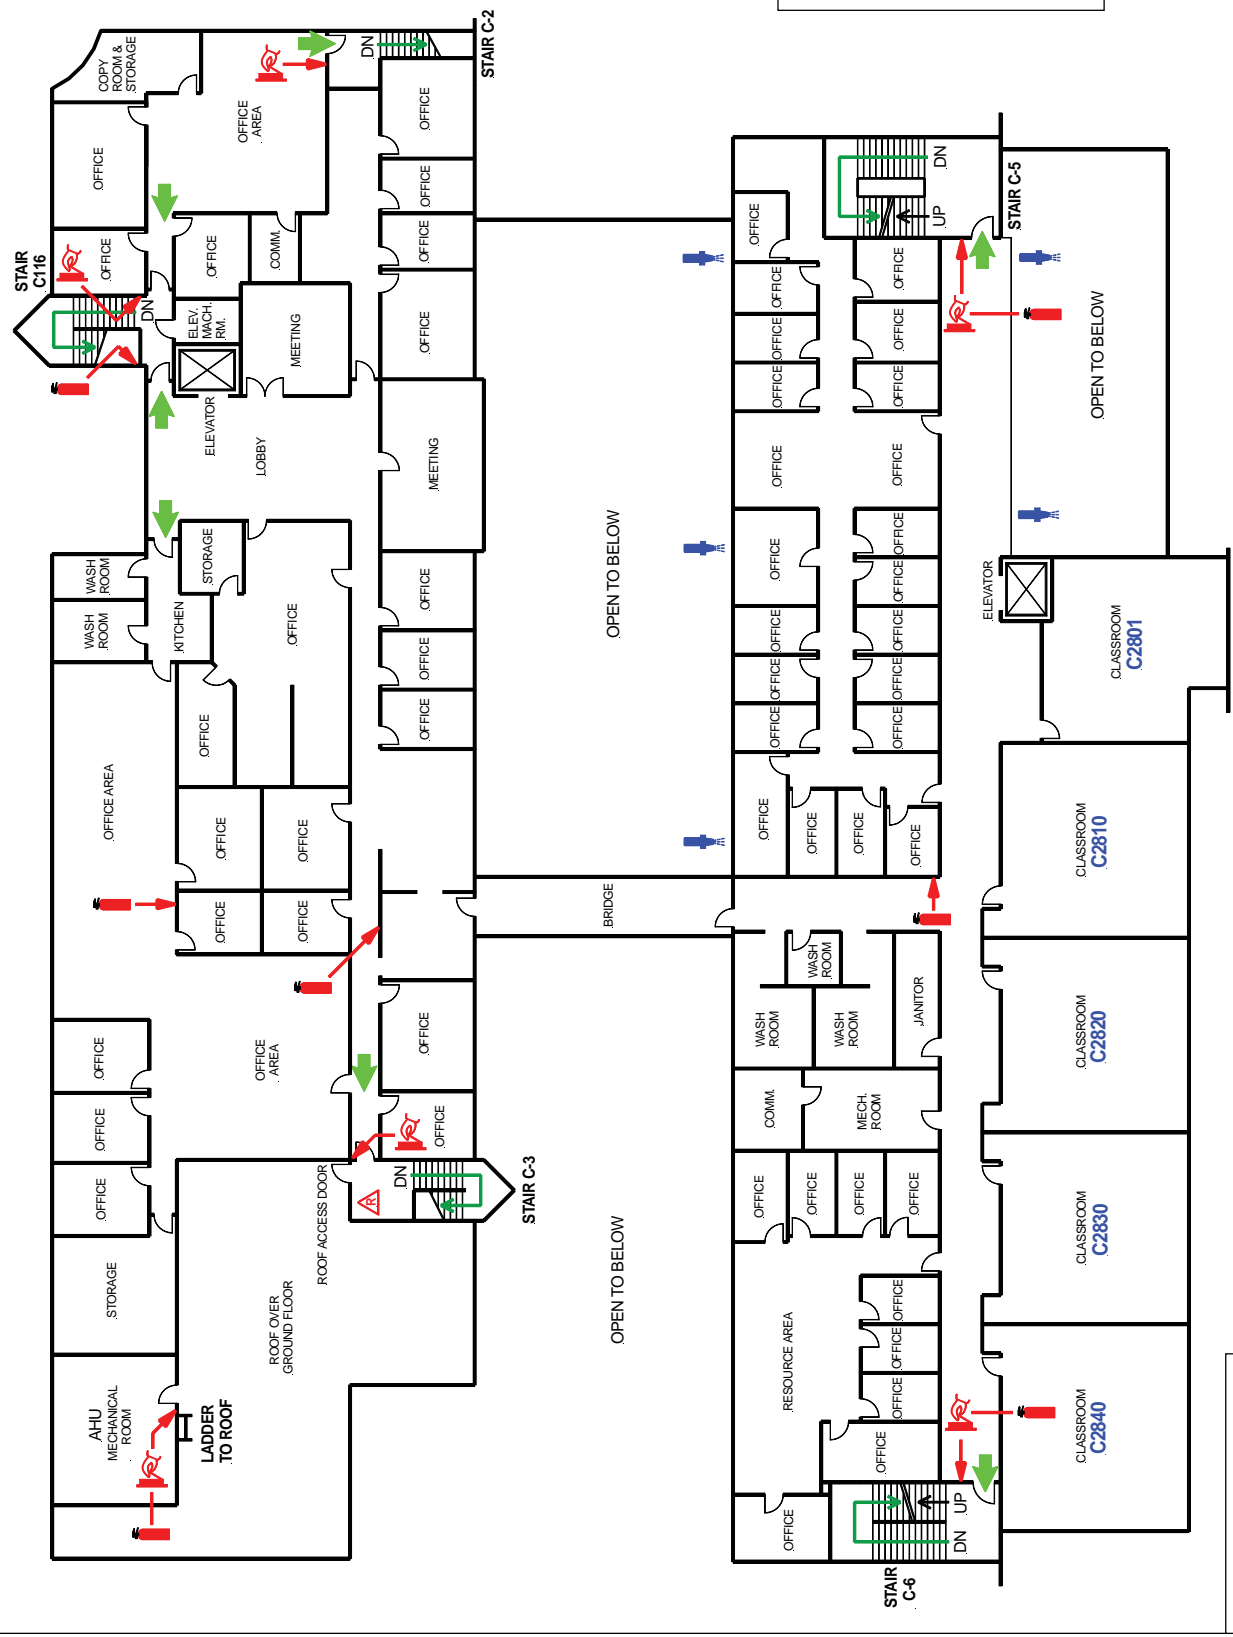 COPY
ROOM &
STORAGE
OFFICE
OFFICE
AREA
DN
STAIR C-2
OFFICE
OFFICE
OFFICE
OFFICE
STAIR
C116
OFFICE
DN
OFFICE
COMM.
ELEV.
MACH.
RM.
MEETING
ELEVATOR
LOBBY
MEETING
WASH
ROOM
WASH
ROOM
STORAGE
KITCHEN
OFFICE
OFFICE
OFFICE
OFFICE
OFFICE
OFFICE AREA
OFFICE
OFFICE
OFFICE
OFFICE
OFFICE
OFFICE
AREA
OFFICE
OFFICE
OFFICE
OFFICE
OFFICE
DN
R
STAIR C-3
ROOF ACCESS DOOR
ROOF OVER
GROUND FLOOR
STORAGE
AHU
MECHANICAL
ROOM
LADDER
TO ROOF
OPEN TO BELOW
BRIDGE
OPEN TO BELOW
OFFICE
DN
UP
STAIR C-5
OFFICE
OFFICE
OFFICE
OFFICE
OFFICE
OFFICE
OFFICE
OFFICE
OPEN TO BELOW
OFFICE
OFFICE
OFFICE
OFFICE
OFFICE
OFFICE
OFFICE
OFFICE
OFFICE
OFFICE
OFFICE
OFFICE
OFFICE
OFFICE
ELEVATOR
CLASSROOM
C2801
CLASSROOM
C2810
WASH
ROOM
WASH
ROOM
WASH
ROOM
JANITOR
CLASSROOM
C2820
COMM.
MECH.
ROOM
OFFICE
OFFICE
OFFICE
OFFICE
CLASSROOM
C2830
RESOURCE AREA
OFFICE
OFFICE
OFFICE
OFFICE
CLASSROOM
C2840
OFFICE
UP
DN
STAIR
C-6